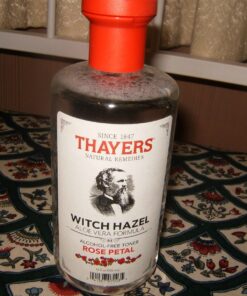 SINCE 1847
THAYERS
NATURAL REMEDIES
WITCH HAZEL
ALOE VERA FORMULA
ALCOHOL-FREE TONER
ROSE PETAL